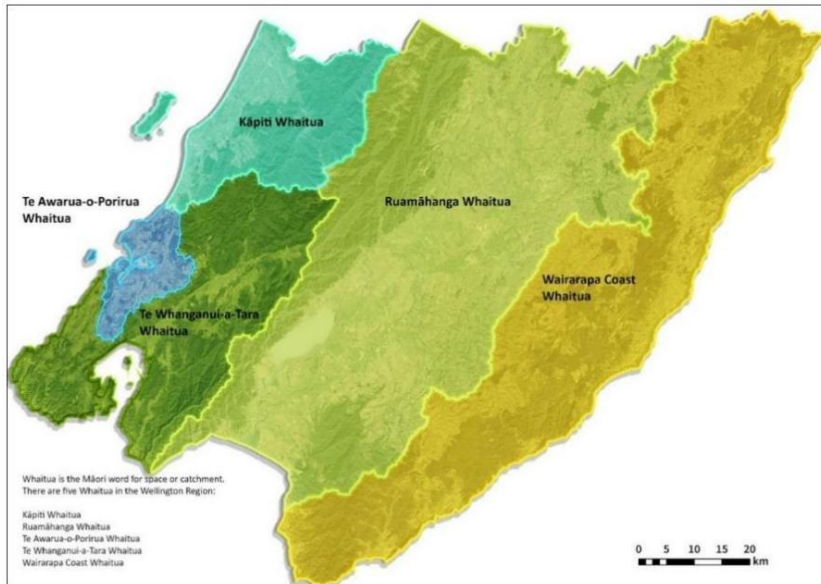 Kāpiti Whaitua
Te Awarua-o-Porirua
Whaitua
Ruamāhanga Whaitua
Wairarapa Coast
Whaitua
Te Whanganui-a-Tara
Whaitua
Whaitua is the Māori word for space or catchment.
There are five Whaitua in the Wellington Region:
Kāpiti Whaitua
Ruamāhanga Whaitua
Te Awarua-o-Porirua Whaitua
Te Whanganui-a-Tara Whaitua
Wairarapa Coast Whaitua
0 5 10 15 20
km